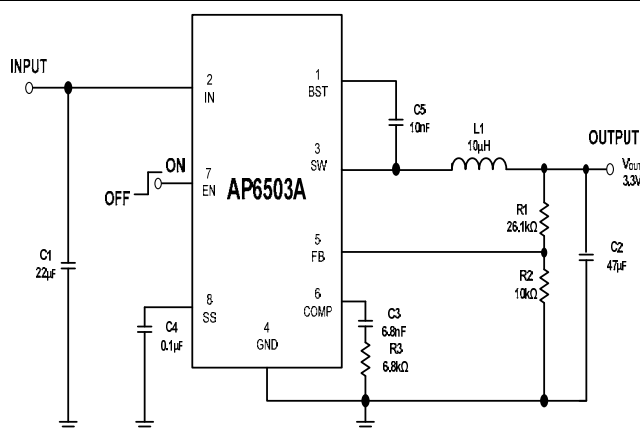 INPUT
2
IN
1
BST
C5
10nF
3
SW
L1
10µH
OUTPUT
VOUT
3.3V
ON
OFF
7
EN
AP6503A
R1
26.1kΩ
C1
22µF
5
FB
C2
47µF
R2
10kΩ
8
SS
C4
0.1µF
6
COMP
C3
6.8nF
R3
6.8kΩ
4
GND